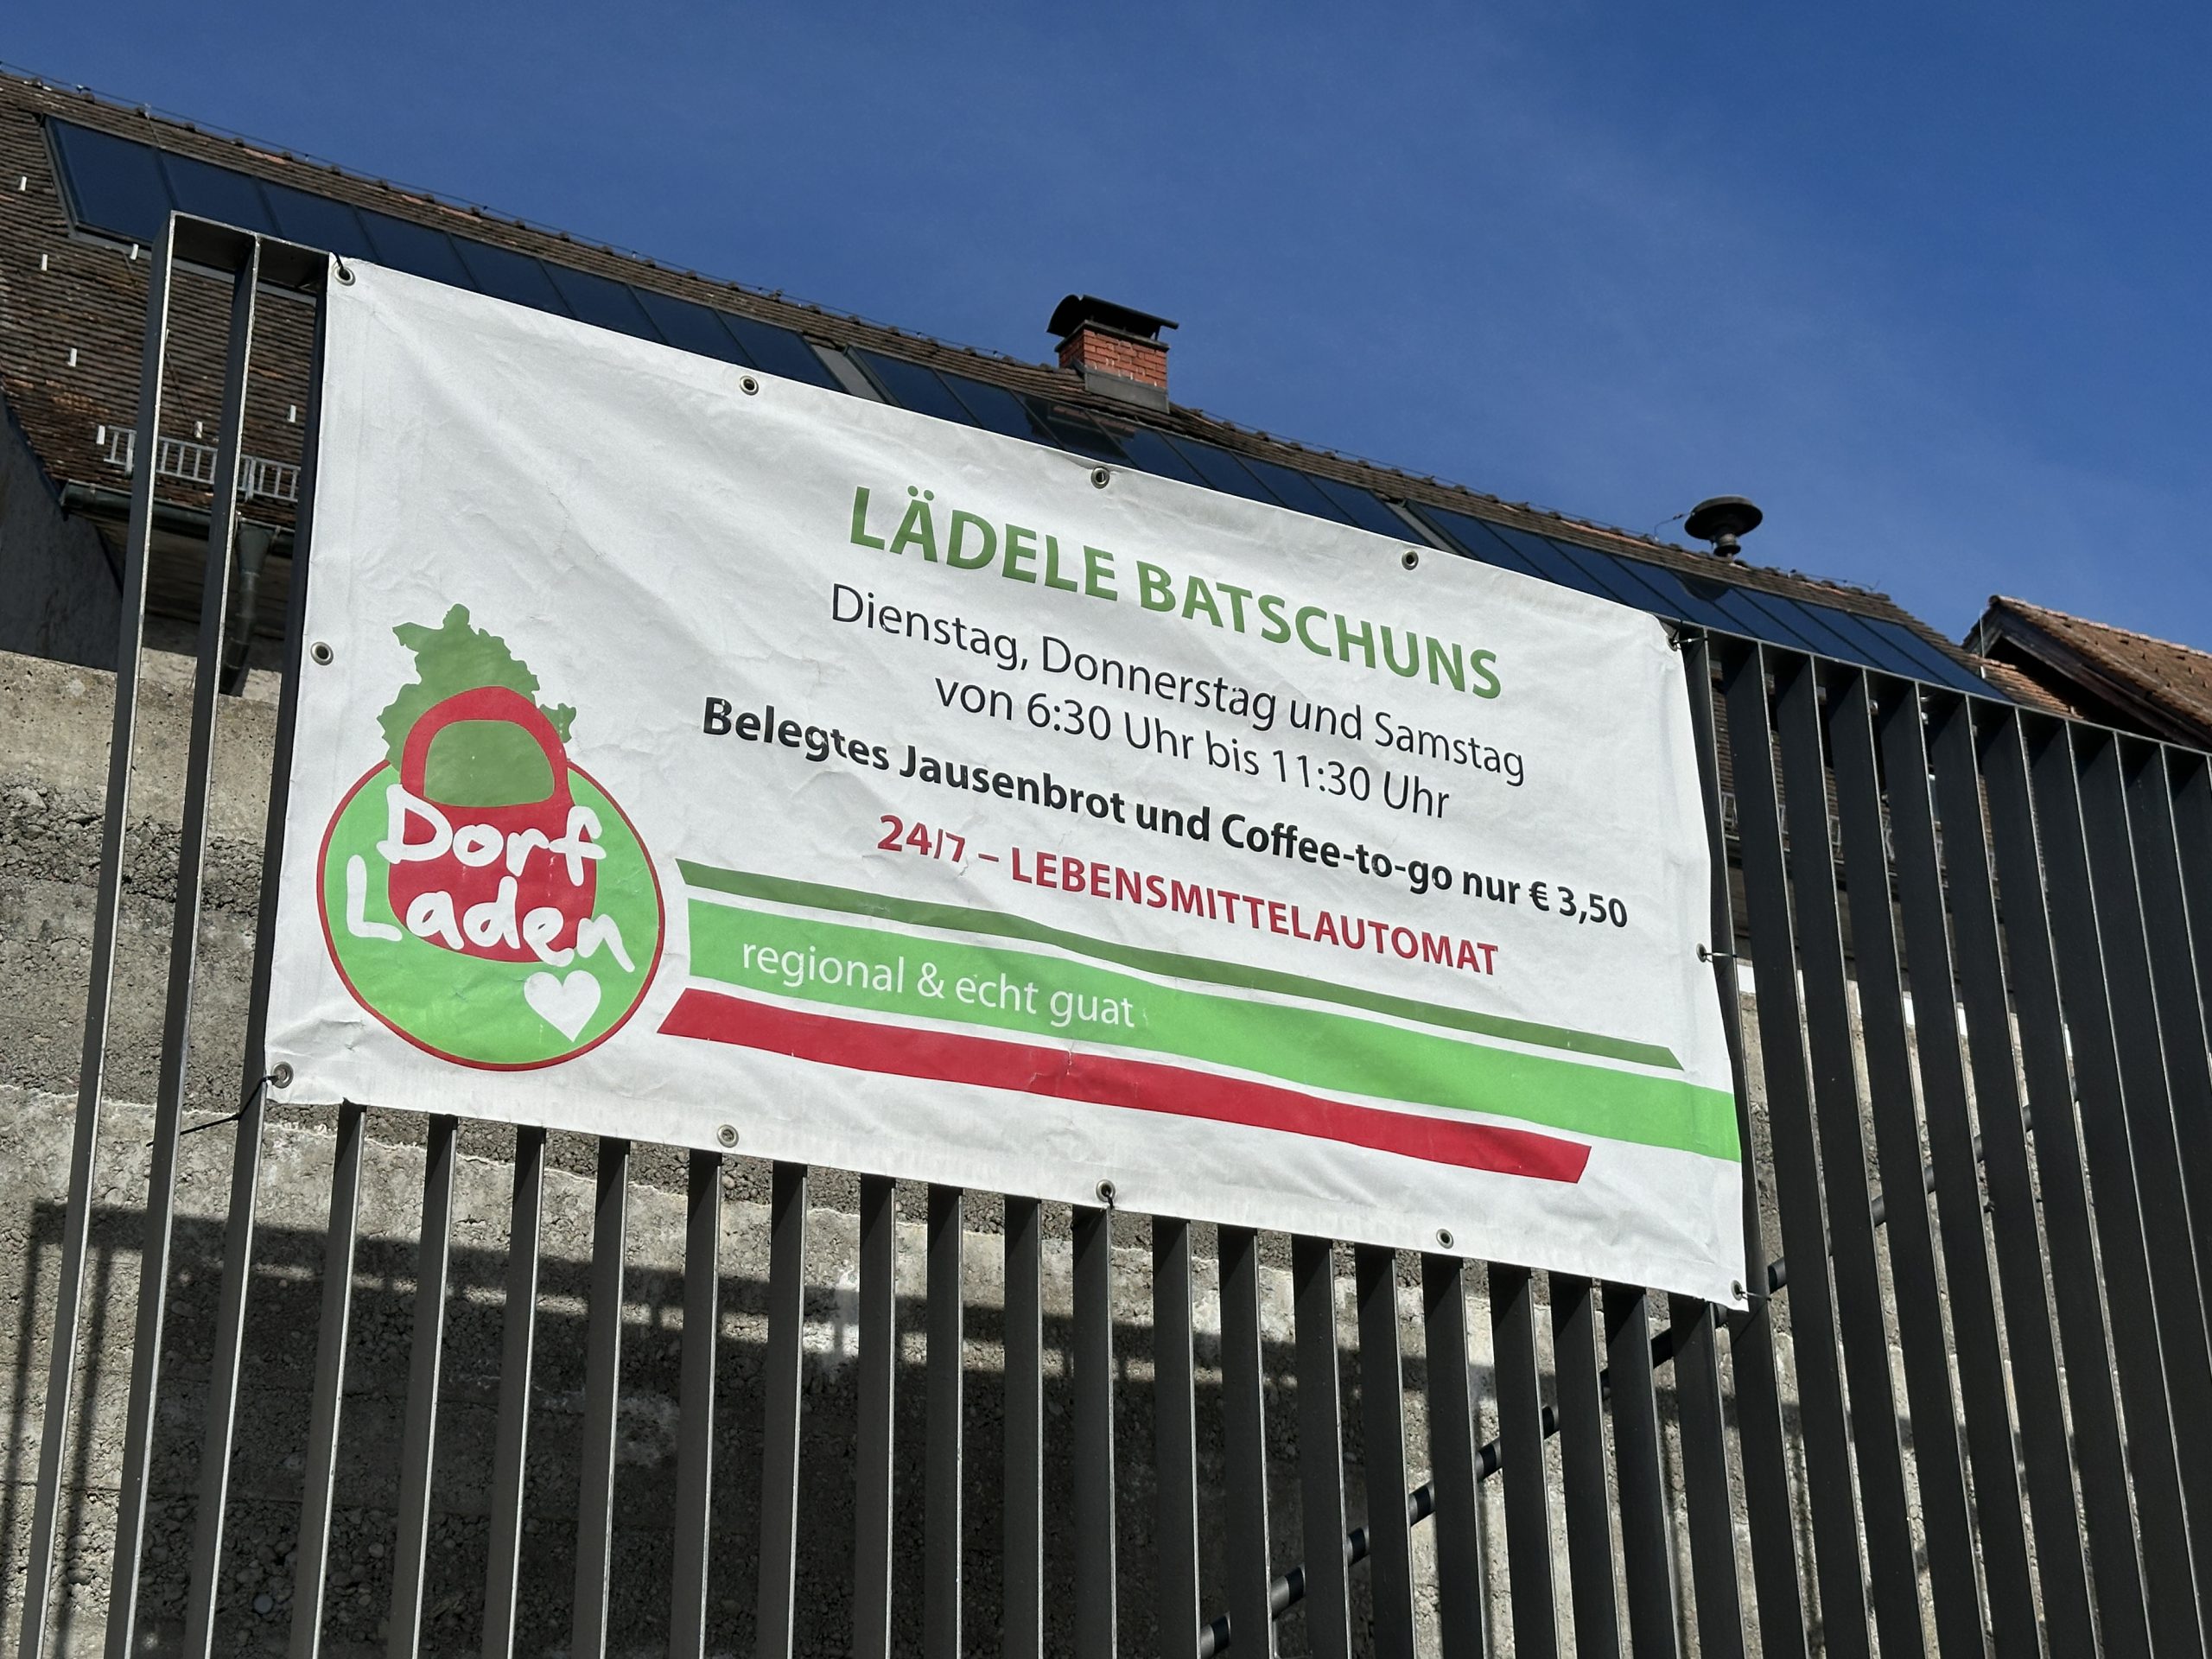 LÄDELE BATSCHUNS
Dienstag, Donnerstag und Samstag
von 6:30 Uhr bis 11:30 Uhr
Belegtes Jausenbrot und Coffee-to-go nur € 3,50
24/7 – LEBENSMITTELAUTOMAT
Dorf
Laden
regional & echt guat